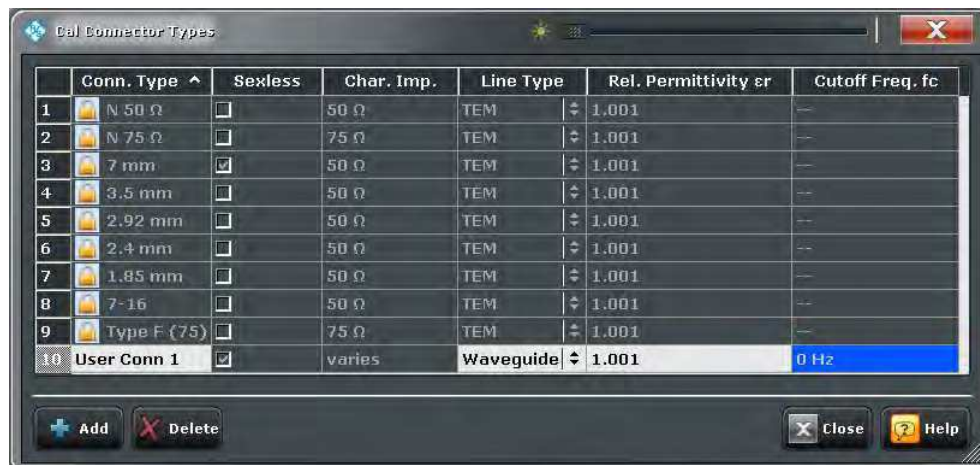 Cal Connector Types
Conn. Type ^ Sexless Char. Imp. Line Type Rel. Permittivity εr Cutoff Freq. fc
1 N 50 Ω 50 Ω TEM 1.001 --
2 N 75 Ω 75 Ω TEM 1.001 --
3 7 mm 50 Ω TEM 1.001 --
4 3.5 mm 50 Ω TEM 1.001 --
5 2.92 mm 50 Ω TEM 1.001 --
6 2.4 mm 50 Ω TEM 1.001 --
7 1.85 mm 50 Ω TEM 1.001 --
8 7-16 50 Ω TEM 1.001 --
9 Type F (75) 75 Ω TEM 1.001 --
10 User Conn 1 varies Waveguide 1.001 0 Hz
Add Delete Close Help